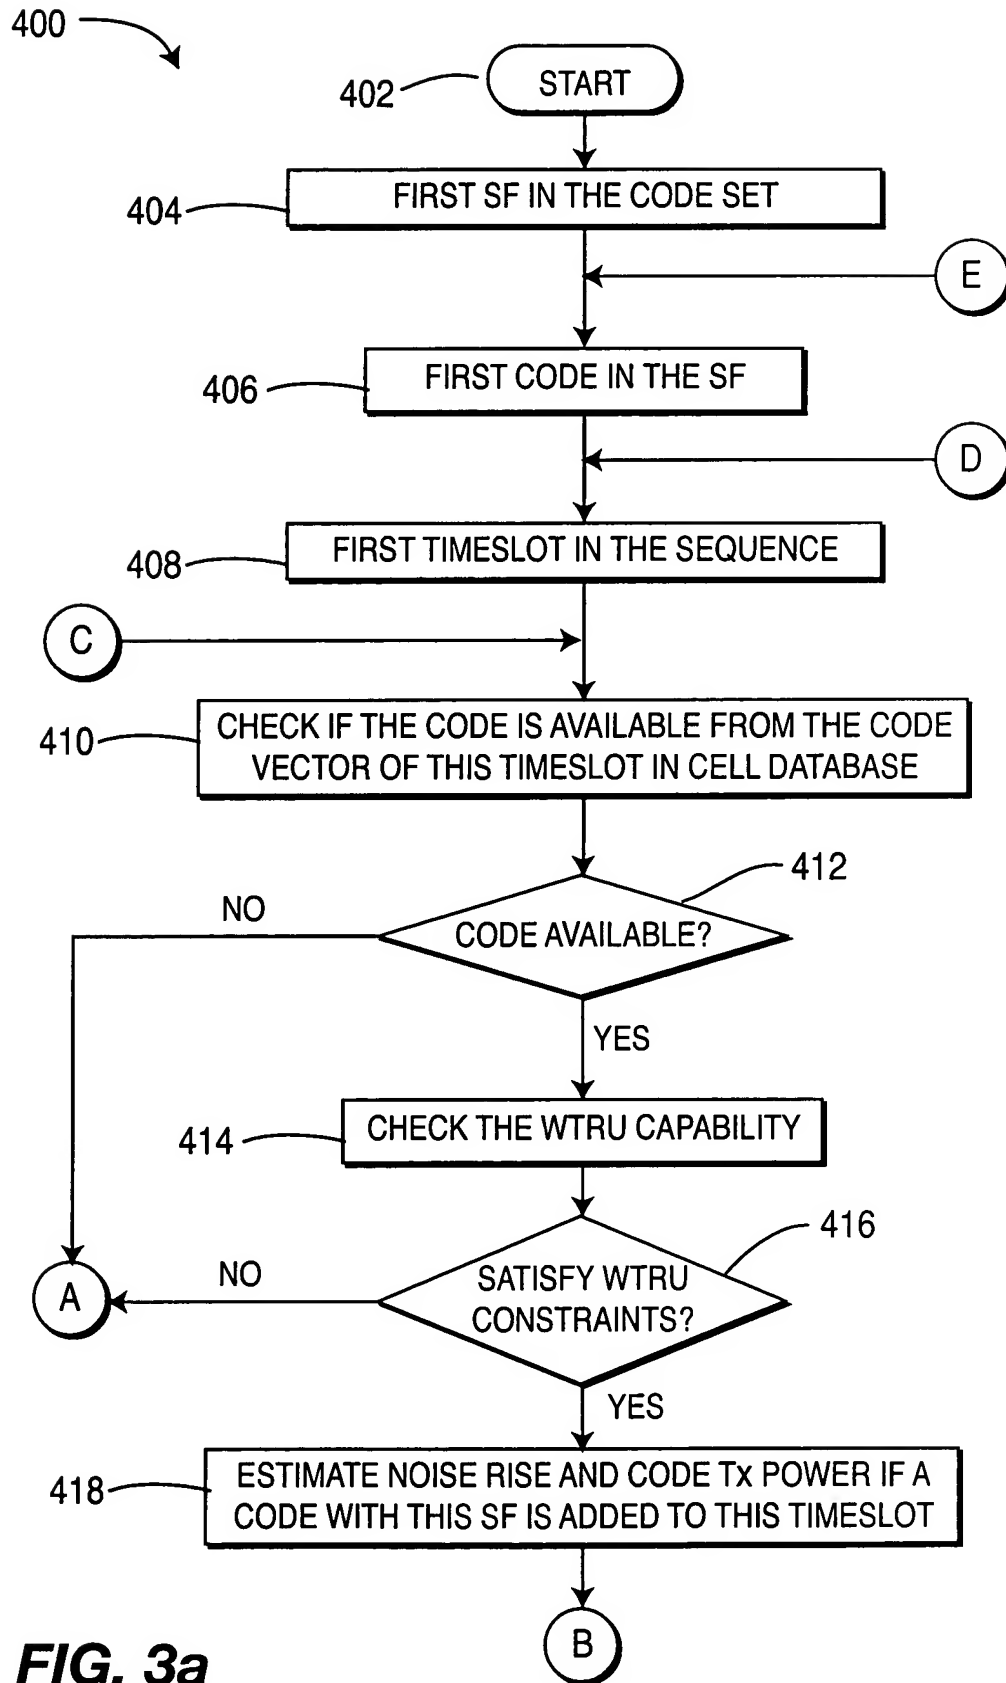 400
402
START
404
FIRST SF IN THE CODE SET
E
406
FIRST CODE IN THE SF
D
408
FIRST TIMESLOT IN THE SEQUENCE
C
410
CHECK IF THE CODE IS AVAILABLE FROM THE CODE
VECTOR OF THIS TIMESLOT IN CELL DATABASE
412
NO
CODE AVAILABLE?
YES
414
CHECK THE WTRU CAPABILITY
416
A
NO
SATISFY WTRU
CONSTRAINTS?
YES
418
ESTIMATE NOISE RISE AND CODE Tx POWER IF A
CODE WITH THIS SF IS ADDED TO THIS TIMESLOT
B
FIG. 3a